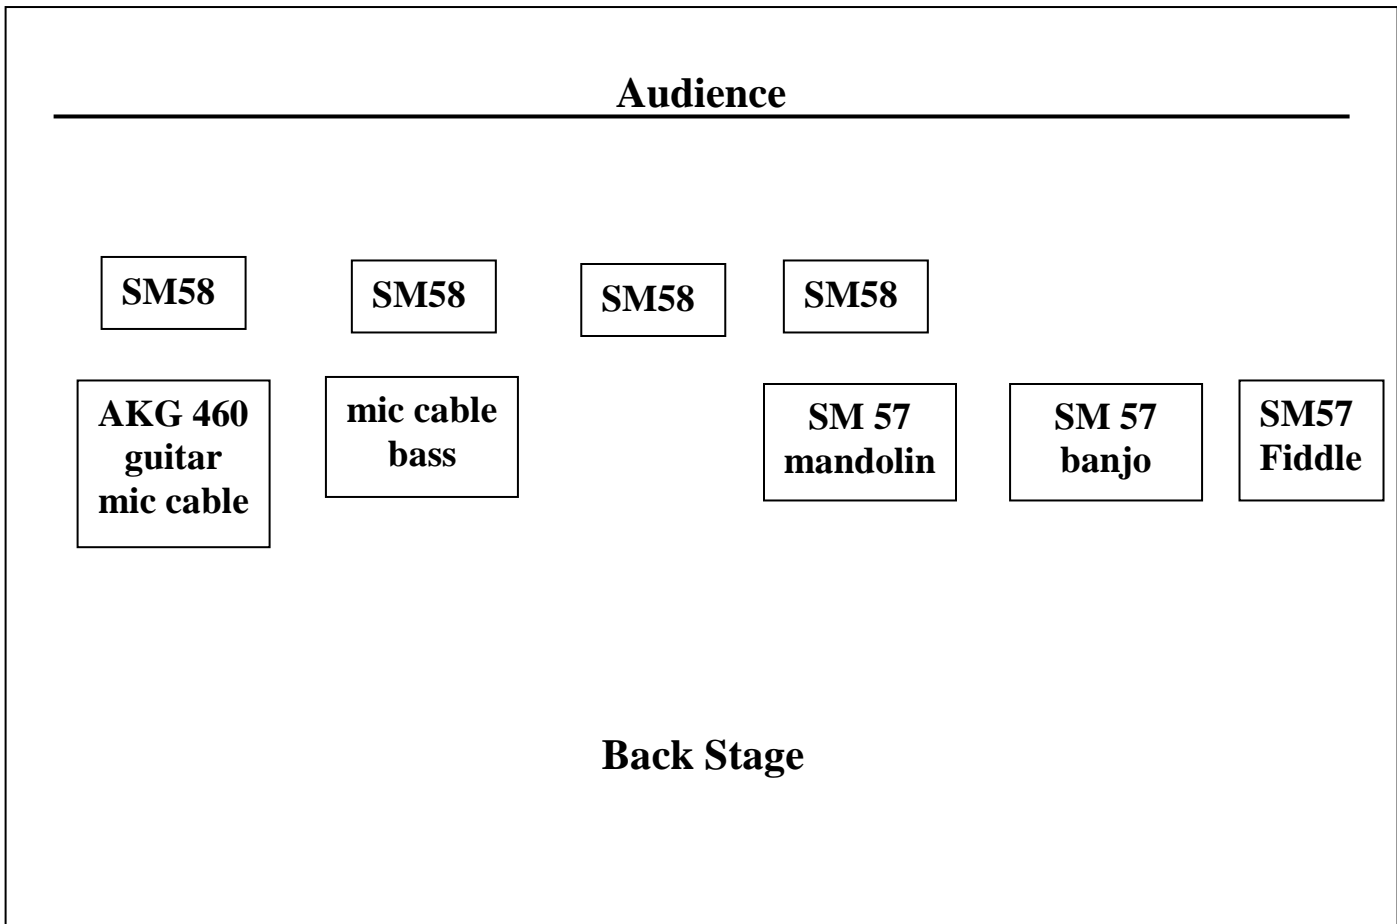 Audience
SM58
SM58
SM58
SM58
AKG 460
guitar
mic cable
mic cable
bass
SM 57
mandolin
SM 57
banjo
SM57
Fiddle
Back Stage